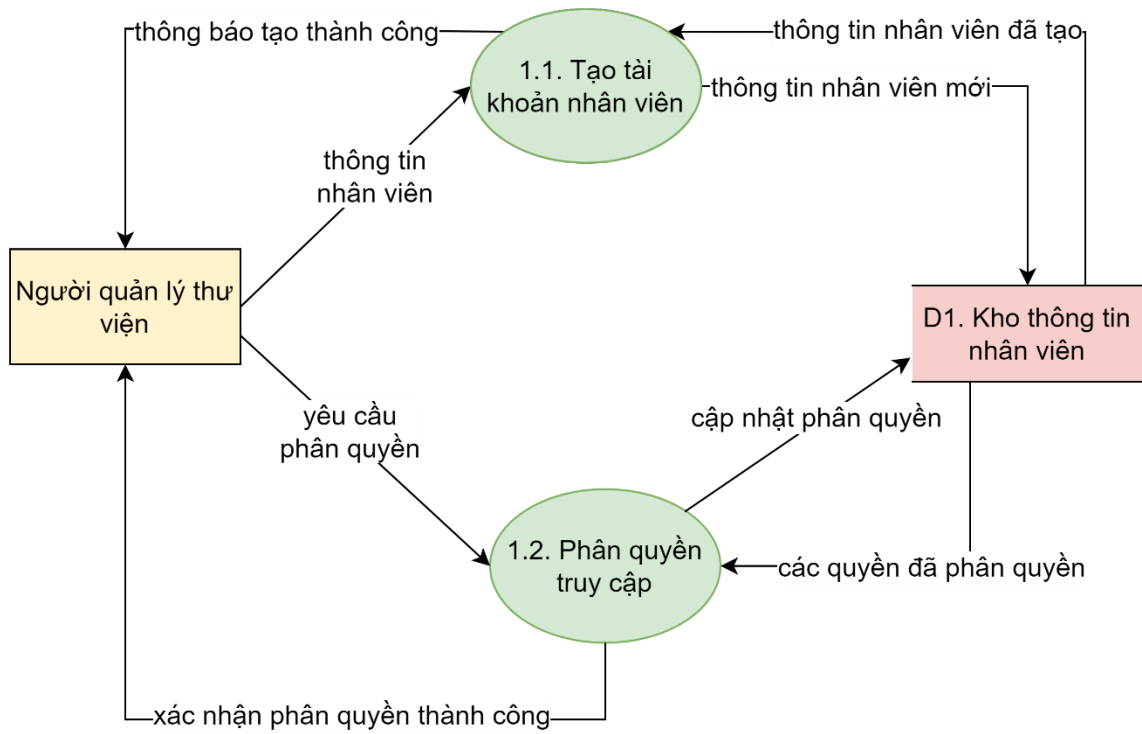 thông báo tạo thành công
thông tin nhân viên đã tạo
1.1. Tạo tài
khoản nhân viên
thông tin nhân viên mới
thông tin
nhân viên
Người quản lý thư
viện
D1. Kho thông tin
nhân viên
yêu cầu
phân quyền
cập nhật phân quyền
1.2. Phân quyền
truy cập
các quyền đã phân quyền
xác nhận phân quyền thành công